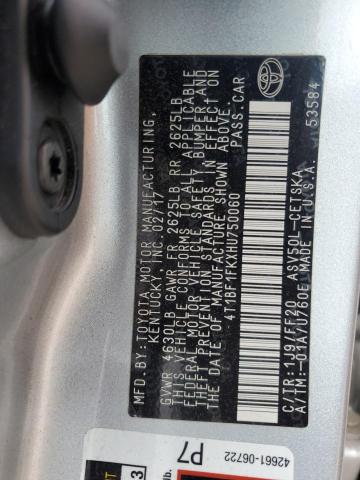 MFD.BY:TOYOTA MOTOR MANUFACTURING,
KENTUCKY, INC. 02/17
GVWR 4630LB GAWR FR 2625LB RR 2625LB
THIS VEHICLE CONFORMS TO ALL APPLICABLE
FEDERAL MOTOR VEHICLE SAFETY, BUMPER AND
THEFT PREVENTION STANDARDS IN EFFECT ON
THE DATE OF MANUFACTURE SHOWN ABOVE.
4T1BF1FKXHU750060 PASS.CAR
C/TR:1J9/FF20 ASV50L-CETSKA
A/TM:-01A/U760E MADE IN U.S.A.
53584
TOYOTA
42661-06722
P7
lb.
3